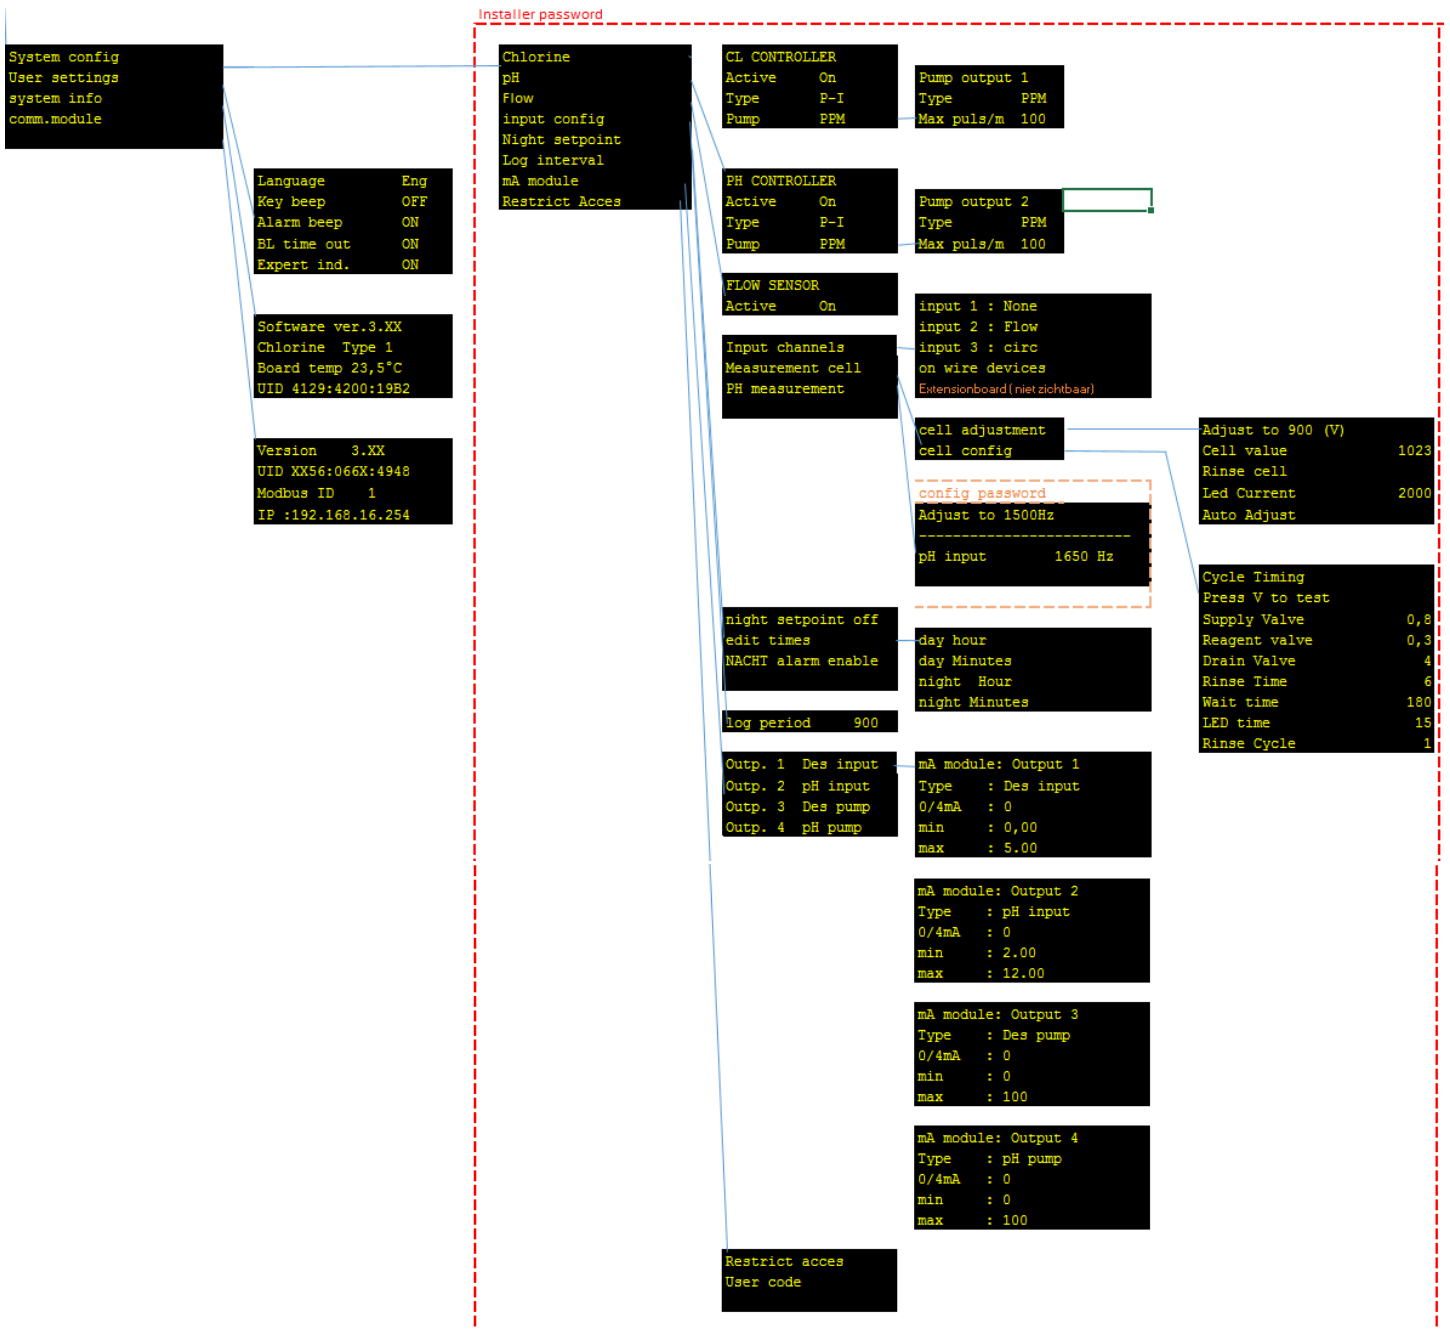 Installer password
System config
User settings
system info
comm.module
Language Eng
Key beep OFF
Alarm beep ON
BL time out ON
Expert ind. ON
Software ver.3.XX
Chlorine Type 1
Board temp 23,5°C
UID 4129:4200:19B2
Version 3.XX
UID XX56:066X:4948
Modbus ID 1
IP :192.168.16.254
Chlorine
pH
Flow
input config
Night setpoint
Log interval
mA module
Restrict Acces
CL CONTROLLER
Active On
Type P-I
Pump PPM
Pump output 1
Type PPM
Max puls/m 100
PH CONTROLLER
Active On
Type P-I
Pump PPM
Pump output 2
Type PPM
Max puls/m 100
FLOW SENSOR
Active On
Input channels
Measurement cell
PH measurement
input 1 : None
input 2 : Flow
input 3 : circ
on wire devices
Extensionboard ( niet zichtbaar)
cell adjustment
cell config
Adjust to 900 (V)
Cell value 1023
Rinse cell
Led Current 2000
Auto Adjust
config password
Adjust to 1500Hz
-------------------------
pH input 1650 Hz
Cycle Timing
Press V to test
Supply Valve 0,8
Reagent valve 0,3
Drain Valve 4
Rinse Time 6
Wait time 180
LED time 15
Rinse Cycle 1
night setpoint off
edit times
NACHT alarm enable
day hour
day Minutes
night Hour
night Minutes
log period 900
Outp. 1 Des input
Outp. 2 pH input
Outp. 3 Des pump
Outp. 4 pH pump
mA module: Output 1
Type : Des input
0/4mA : 0
min : 0,00
max : 5.00
mA module: Output 2
Type : pH input
0/4mA : 0
min : 2.00
max : 12.00
mA module: Output 3
Type : Des pump
0/4mA : 0
min : 0
max : 100
mA module: Output 4
Type : pH pump
0/4mA : 0
min : 0
max : 100
Restrict acces
User code